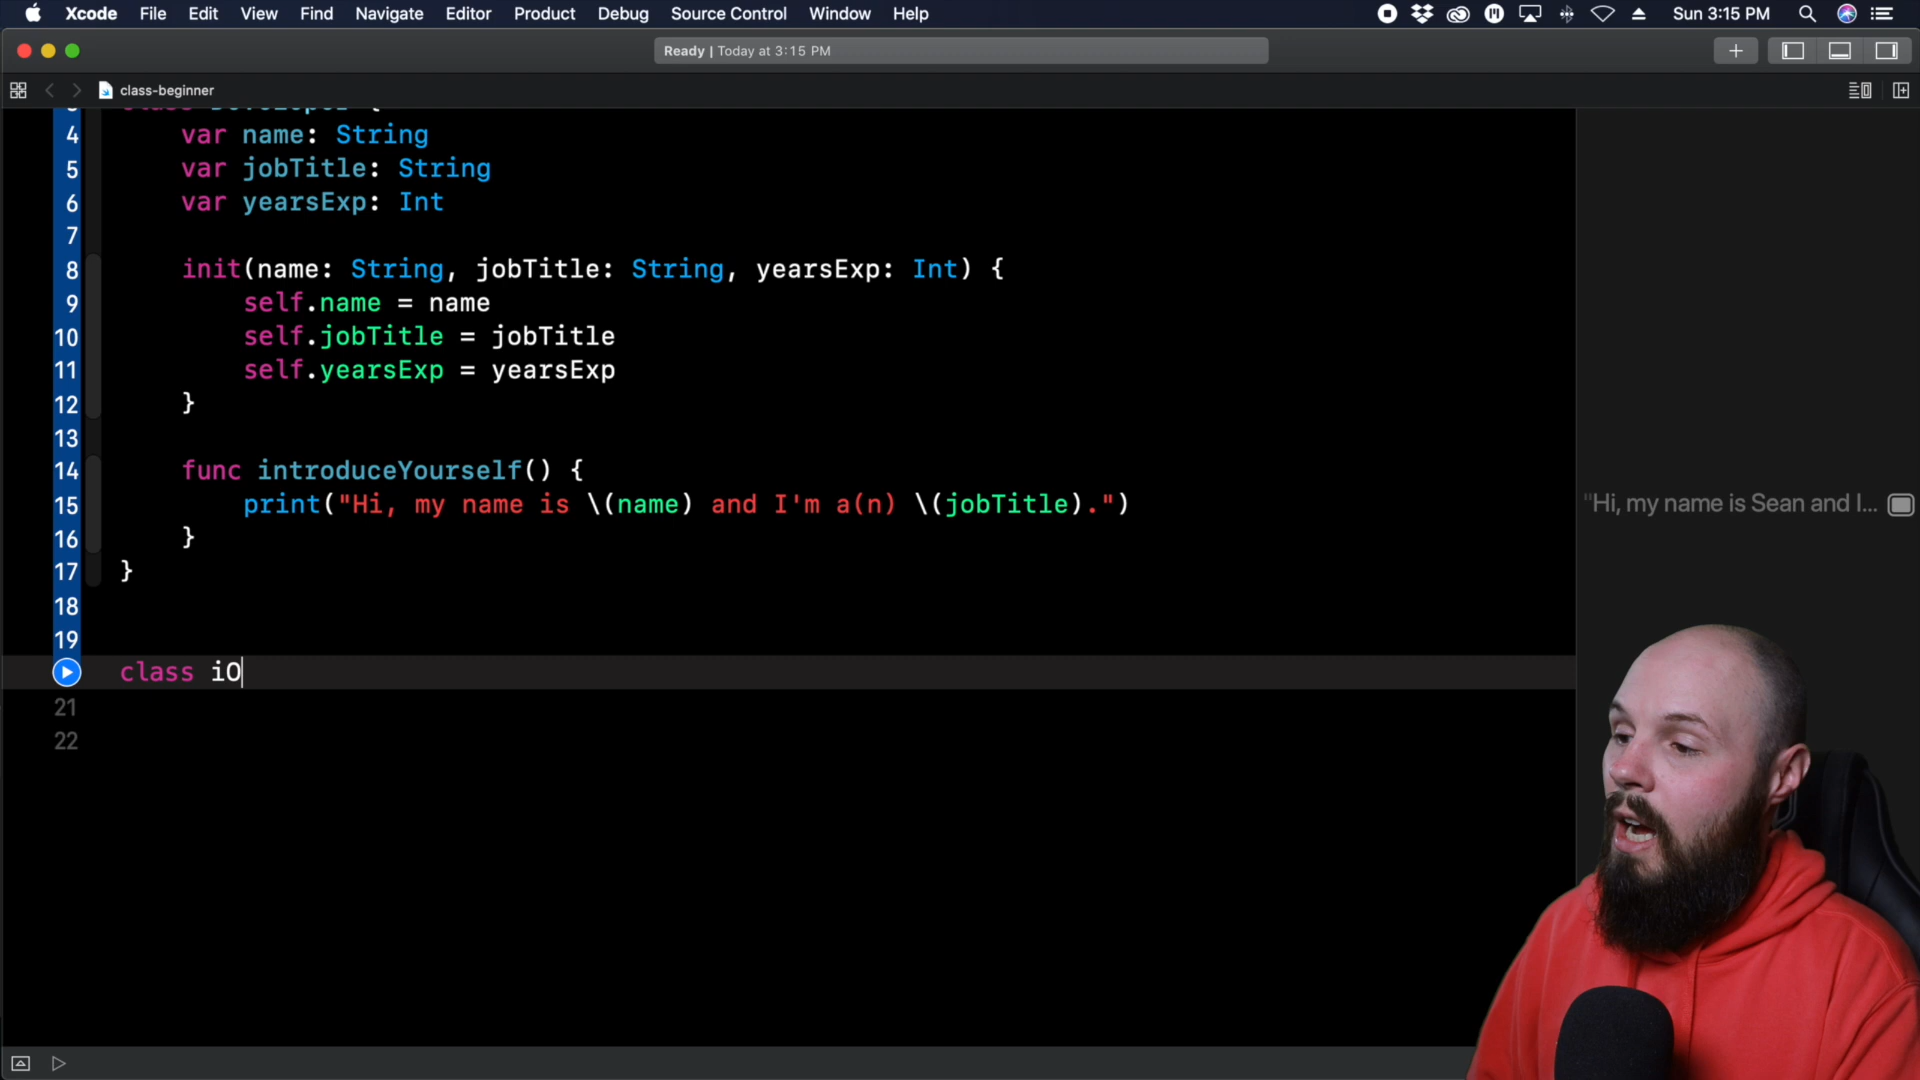 Xcode File Edit View Find Navigate Editor Product Debug Source Control Window Help Sun 3:15 PM
Ready | Today at 3:15 PM
class-beginner
4 var name: String
5 var jobTitle: String
6 var yearsExp: Int
7
8 init(name: String, jobTitle: String, yearsExp: Int) {
9 self.name = name
10 self.jobTitle = jobTitle
11 self.yearsExp = yearsExp
12 }
13
14 func introduceYourself() {
15 print("Hi, my name is \(name) and I'm a(n) \(jobTitle).") "Hi, my name is Sean and I...
16 }
17 }
18
19
class iO
21
22